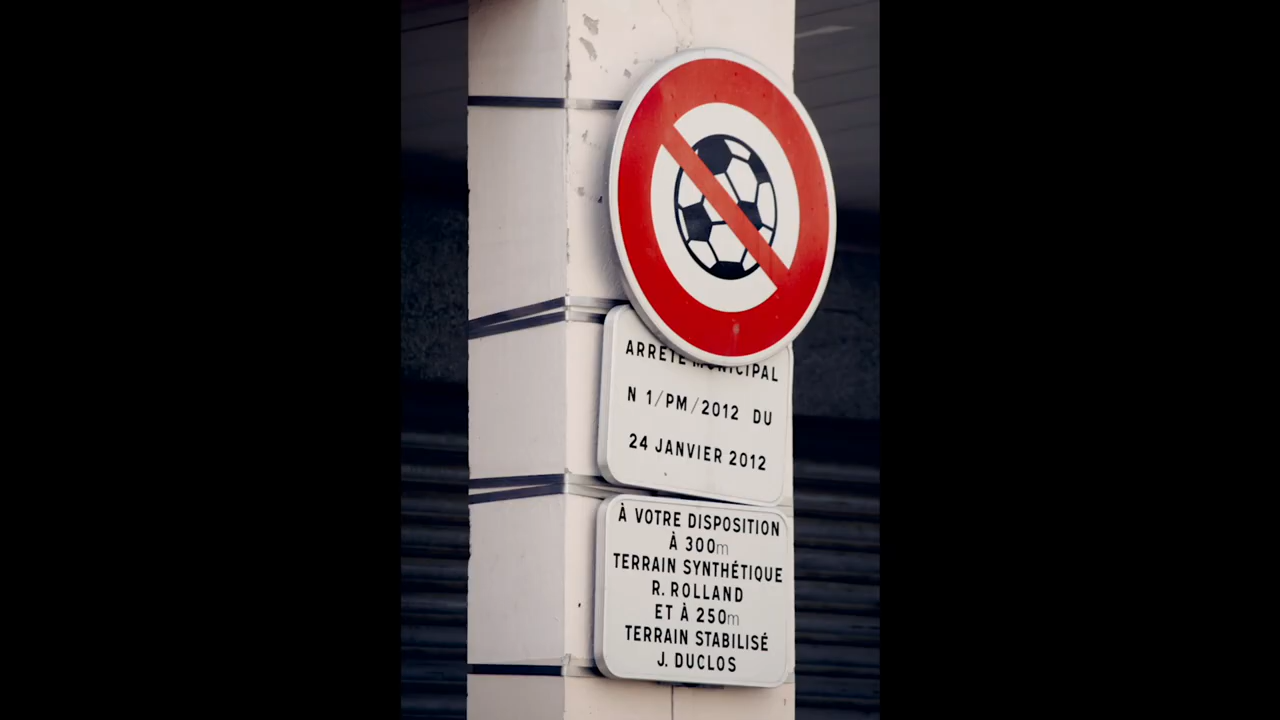 ARRÊTÉ MUNICIPAL
N 1/PM/2012 DU
24 JANVIER 2012
À VOTRE DISPOSITION
À 300m
TERRAIN SYNTHÉTIQUE
R. ROLLAND
ET À 250m
TERRAIN STABILISÉ
J. DUCLOS